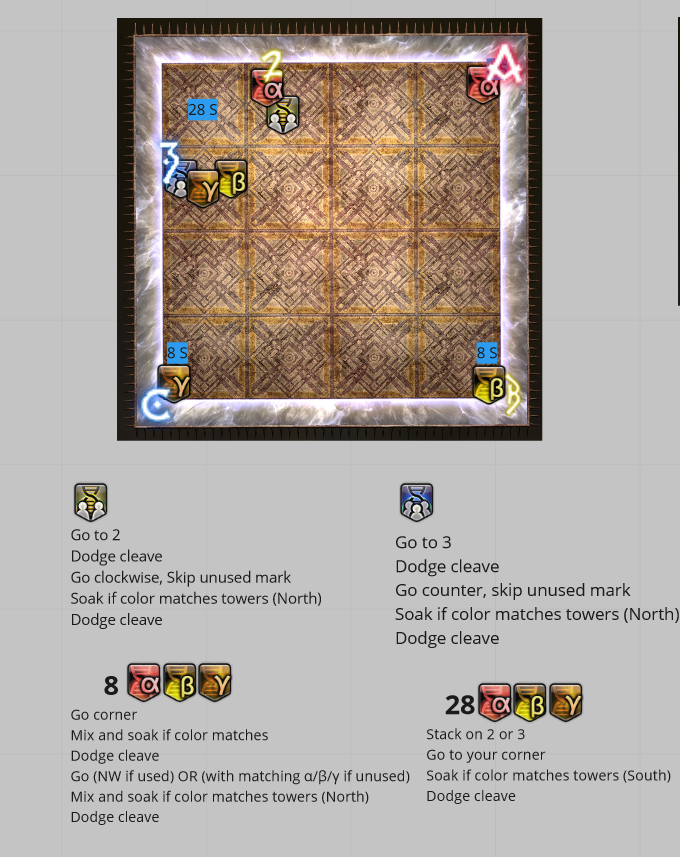 2
α
A
α
28 S
3
γ
β
8 S
8 S
γ
β
C
B
Go to 2
Dodge cleave
Go clockwise, Skip unused mark
Soak if color matches towers (North)
Dodge cleave
Go to 3
Dodge cleave
Go counter, skip unused mark
Soak if color matches towers (North)
Dodge cleave
8 α β γ
Go corner
Mix and soak if color matches
Dodge cleave
Go (NW if used) OR (with matching α/β/γ if unused)
Mix and soak if color matches towers (North)
Dodge cleave
28 α β γ
Stack on 2 or 3
Go to your corner
Soak if color matches towers (South)
Dodge cleave